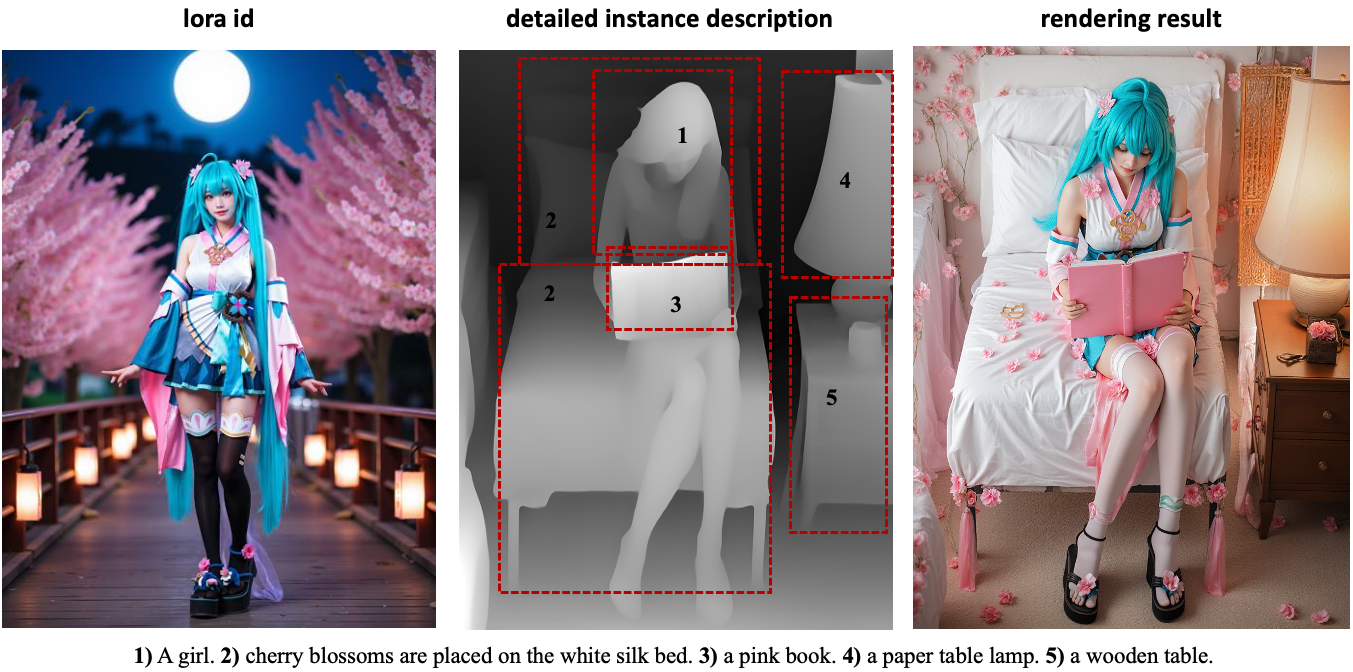 lora id
detailed instance description
rendering result
1
2
4
2
3
5
1) A girl. 2) cherry blossoms are placed on the white silk bed. 3) a pink book. 4) a paper table lamp. 5) a wooden table.